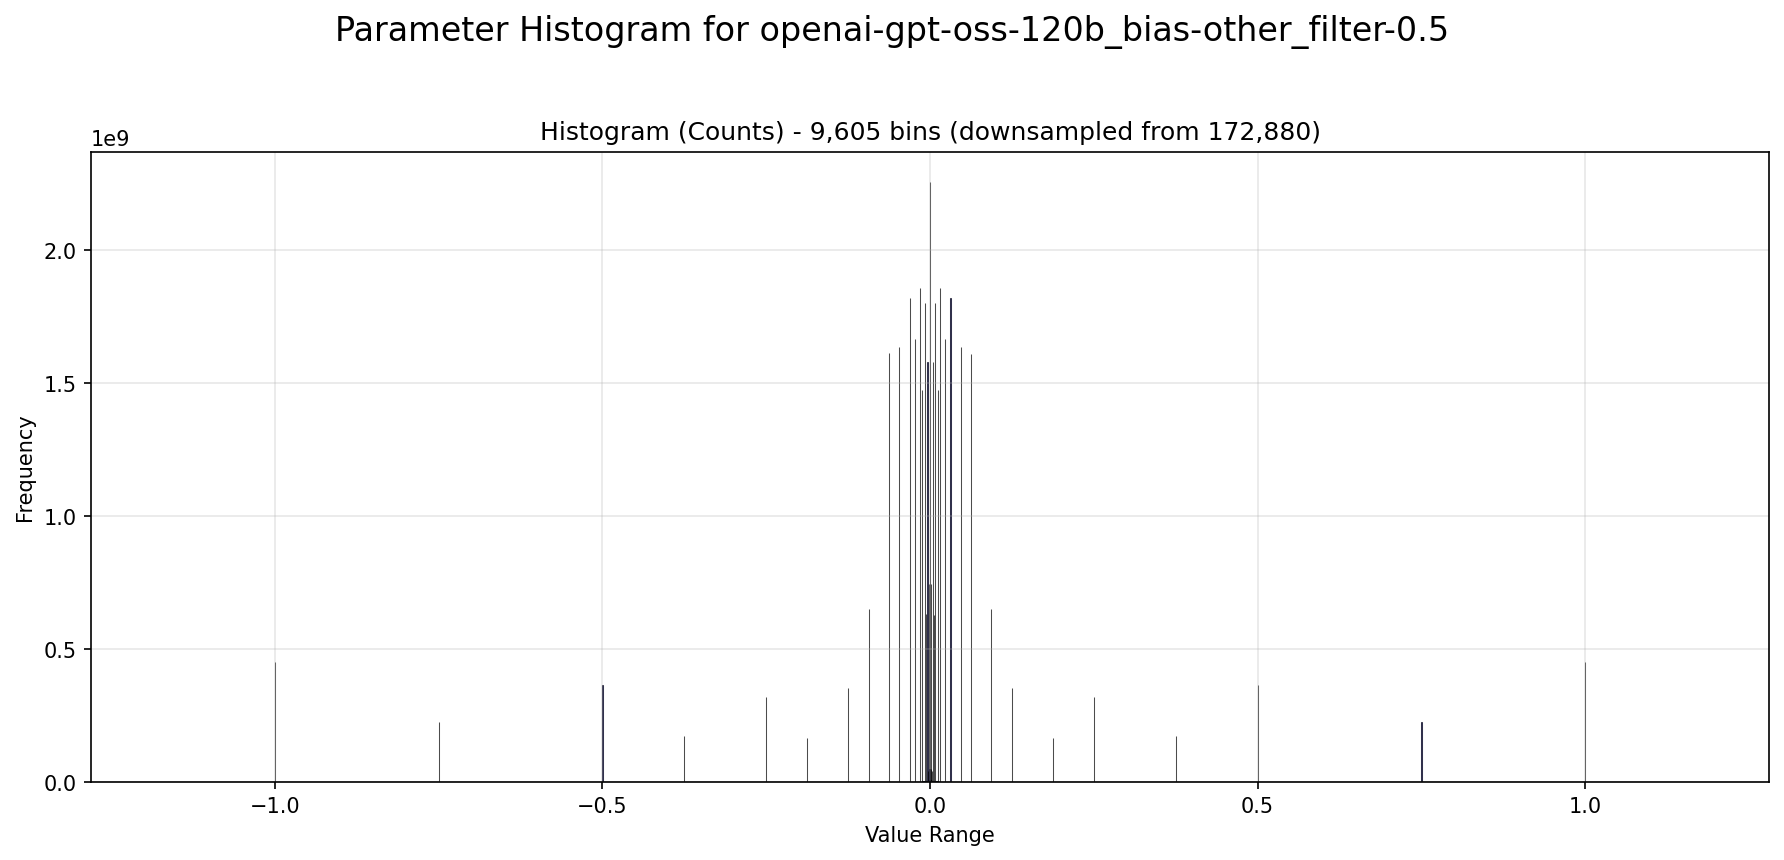 Parameter Histogram for openai-gpt-oss-120b_bias-other_filter-0.5
Histogram (Counts) - 9,605 bins (downsampled from 172,880)
1e9
2.0
1.5
1.0
0.5
0.0
Frequency
−1.0 −0.5 0.0 0.5 1.0
Value Range